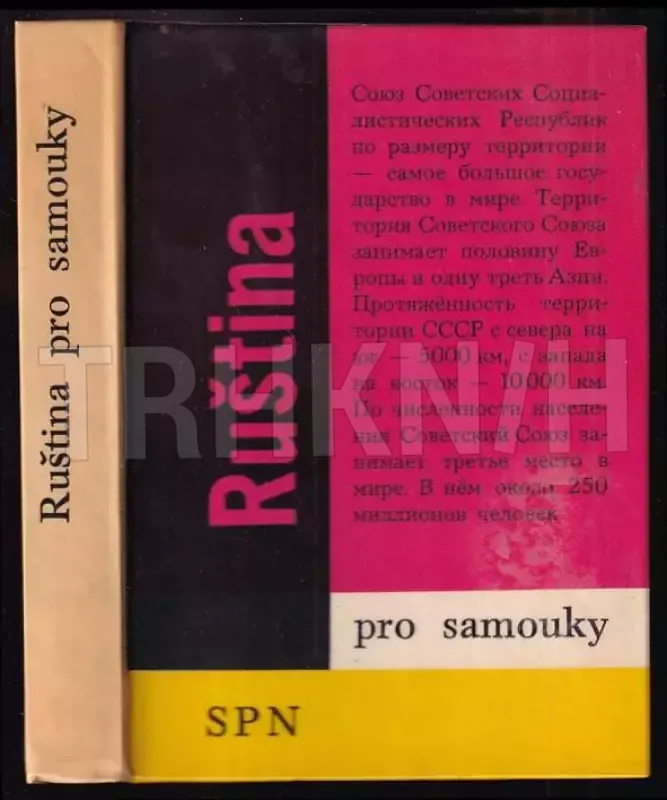 Ruština pro samouky
Ruština
Союз Советских Социа-
листических Республик
по размеру территории
— самое большое госу-
дарство в мире. Терри-
тория Советского Союза
занимает половину Ев-
ропы и одну треть Азии.
Протяжённость терри-
тории СССР с севера на
юг — 5000 км, с запада
на восток — 10 000 км.
По численности населе-
ния Советский Союз за-
нимает третье место в
мире. В нём около 250
миллионов человек.
pro samouky
SPN
TRHKNIH